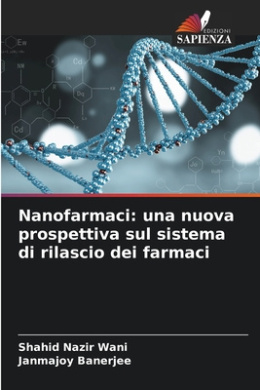 EDIZIONI
SAPIENZA
Nanofarmaci: una nuova
prospettiva sul sistema
di rilascio dei farmaci
Shahid Nazir Wani
Janmajoy Banerjee